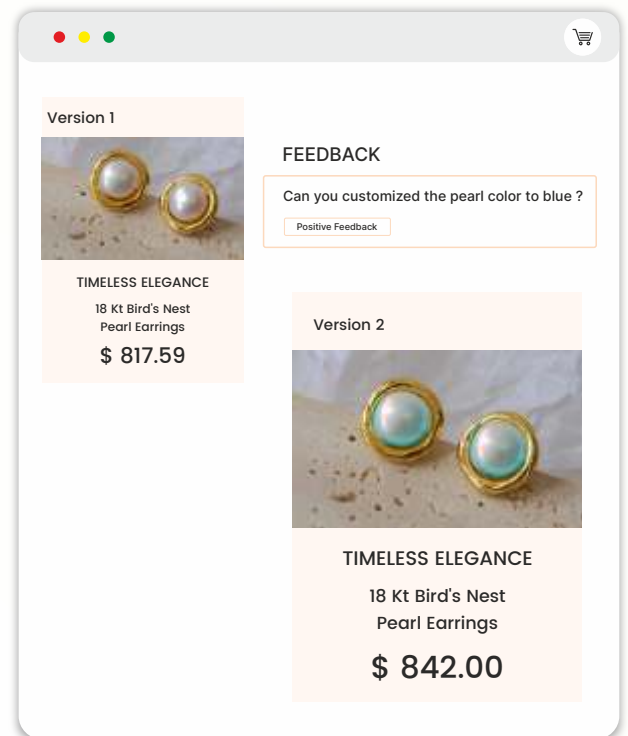 Version 1
TIMELESS ELEGANCE
18 Kt Bird's Nest
Pearl Earrings
$ 817.59
FEEDBACK
Can you customized the pearl color to blue ?
Positive Feedback
Version 2
TIMELESS ELEGANCE
18 Kt Bird's Nest
Pearl Earrings
$ 842.00